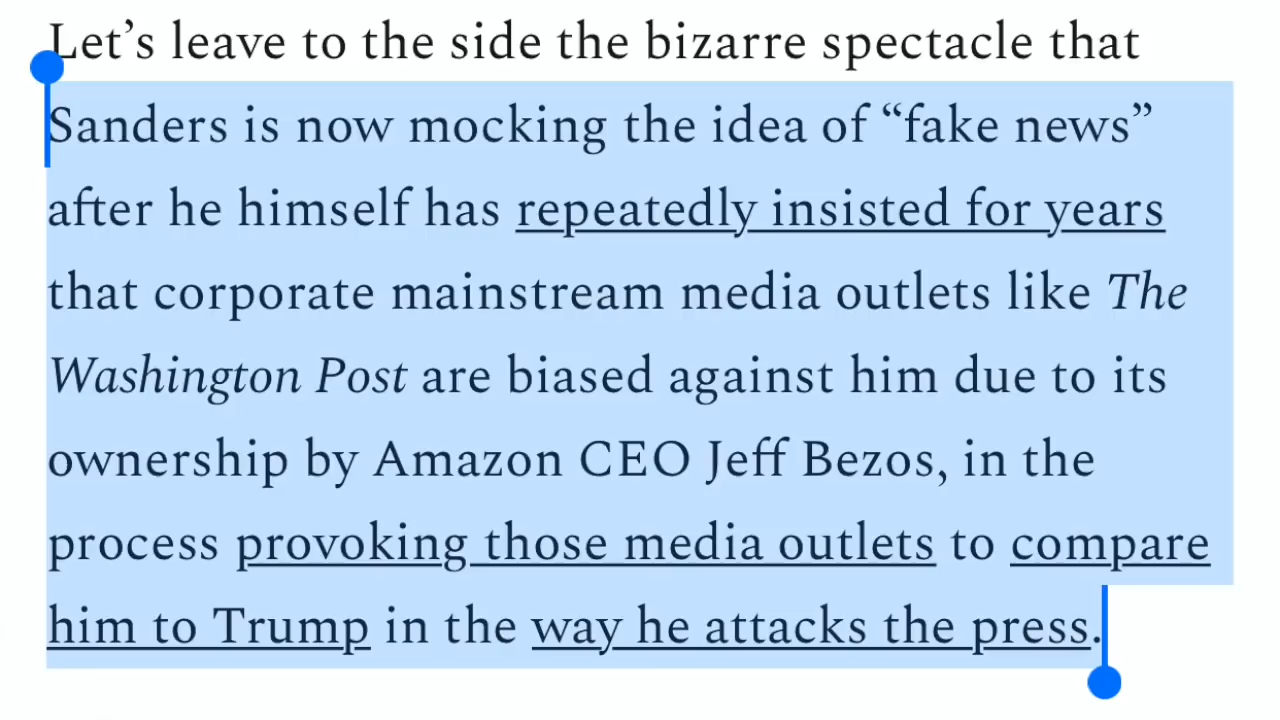 Let’s leave to the side the bizarre spectacle that
Sanders is now mocking the idea of “fake news”
after he himself has repeatedly insisted for years
that corporate mainstream media outlets like The
Washington Post are biased against him due to its
ownership by Amazon CEO Jeff Bezos, in the
process provoking those media outlets to compare
him to Trump in the way he attacks the press.